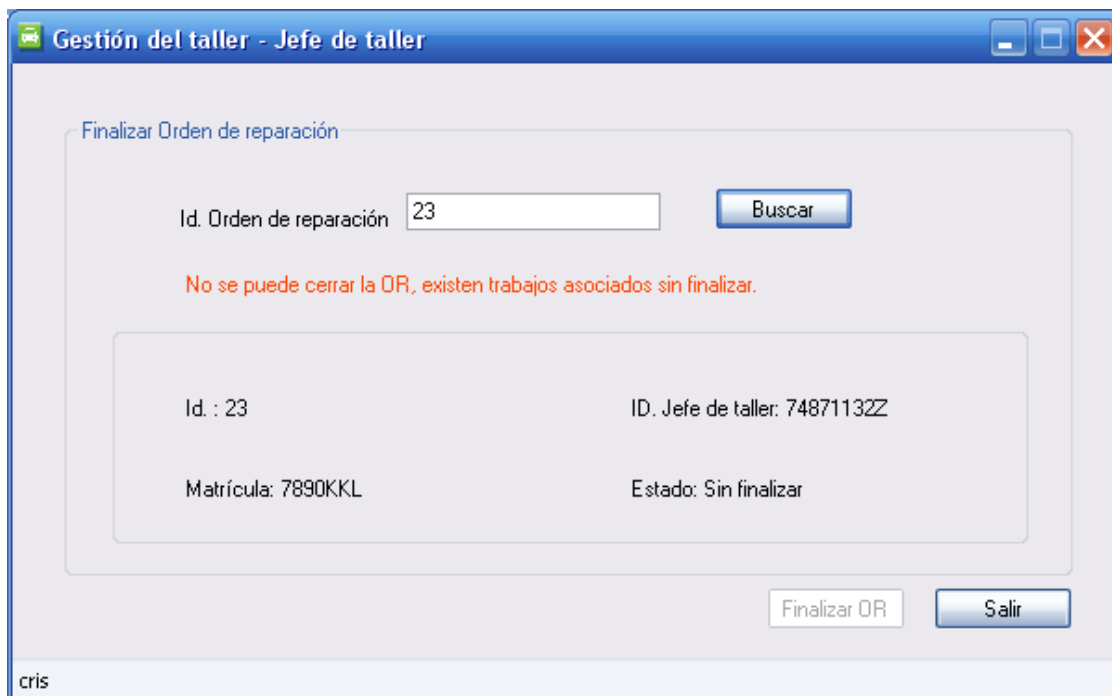 Gestión del taller - Jefe de taller
Finalizar Orden de reparación
Id. Orden de reparación 23 Buscar
No se puede cerrar la OR, existen trabajos asociados sin finalizar.
Id. : 23 ID. Jefe de taller: 74871132Z
Matrícula: 7890KKL Estado: Sin finalizar
Finalizar OR Salir
cris